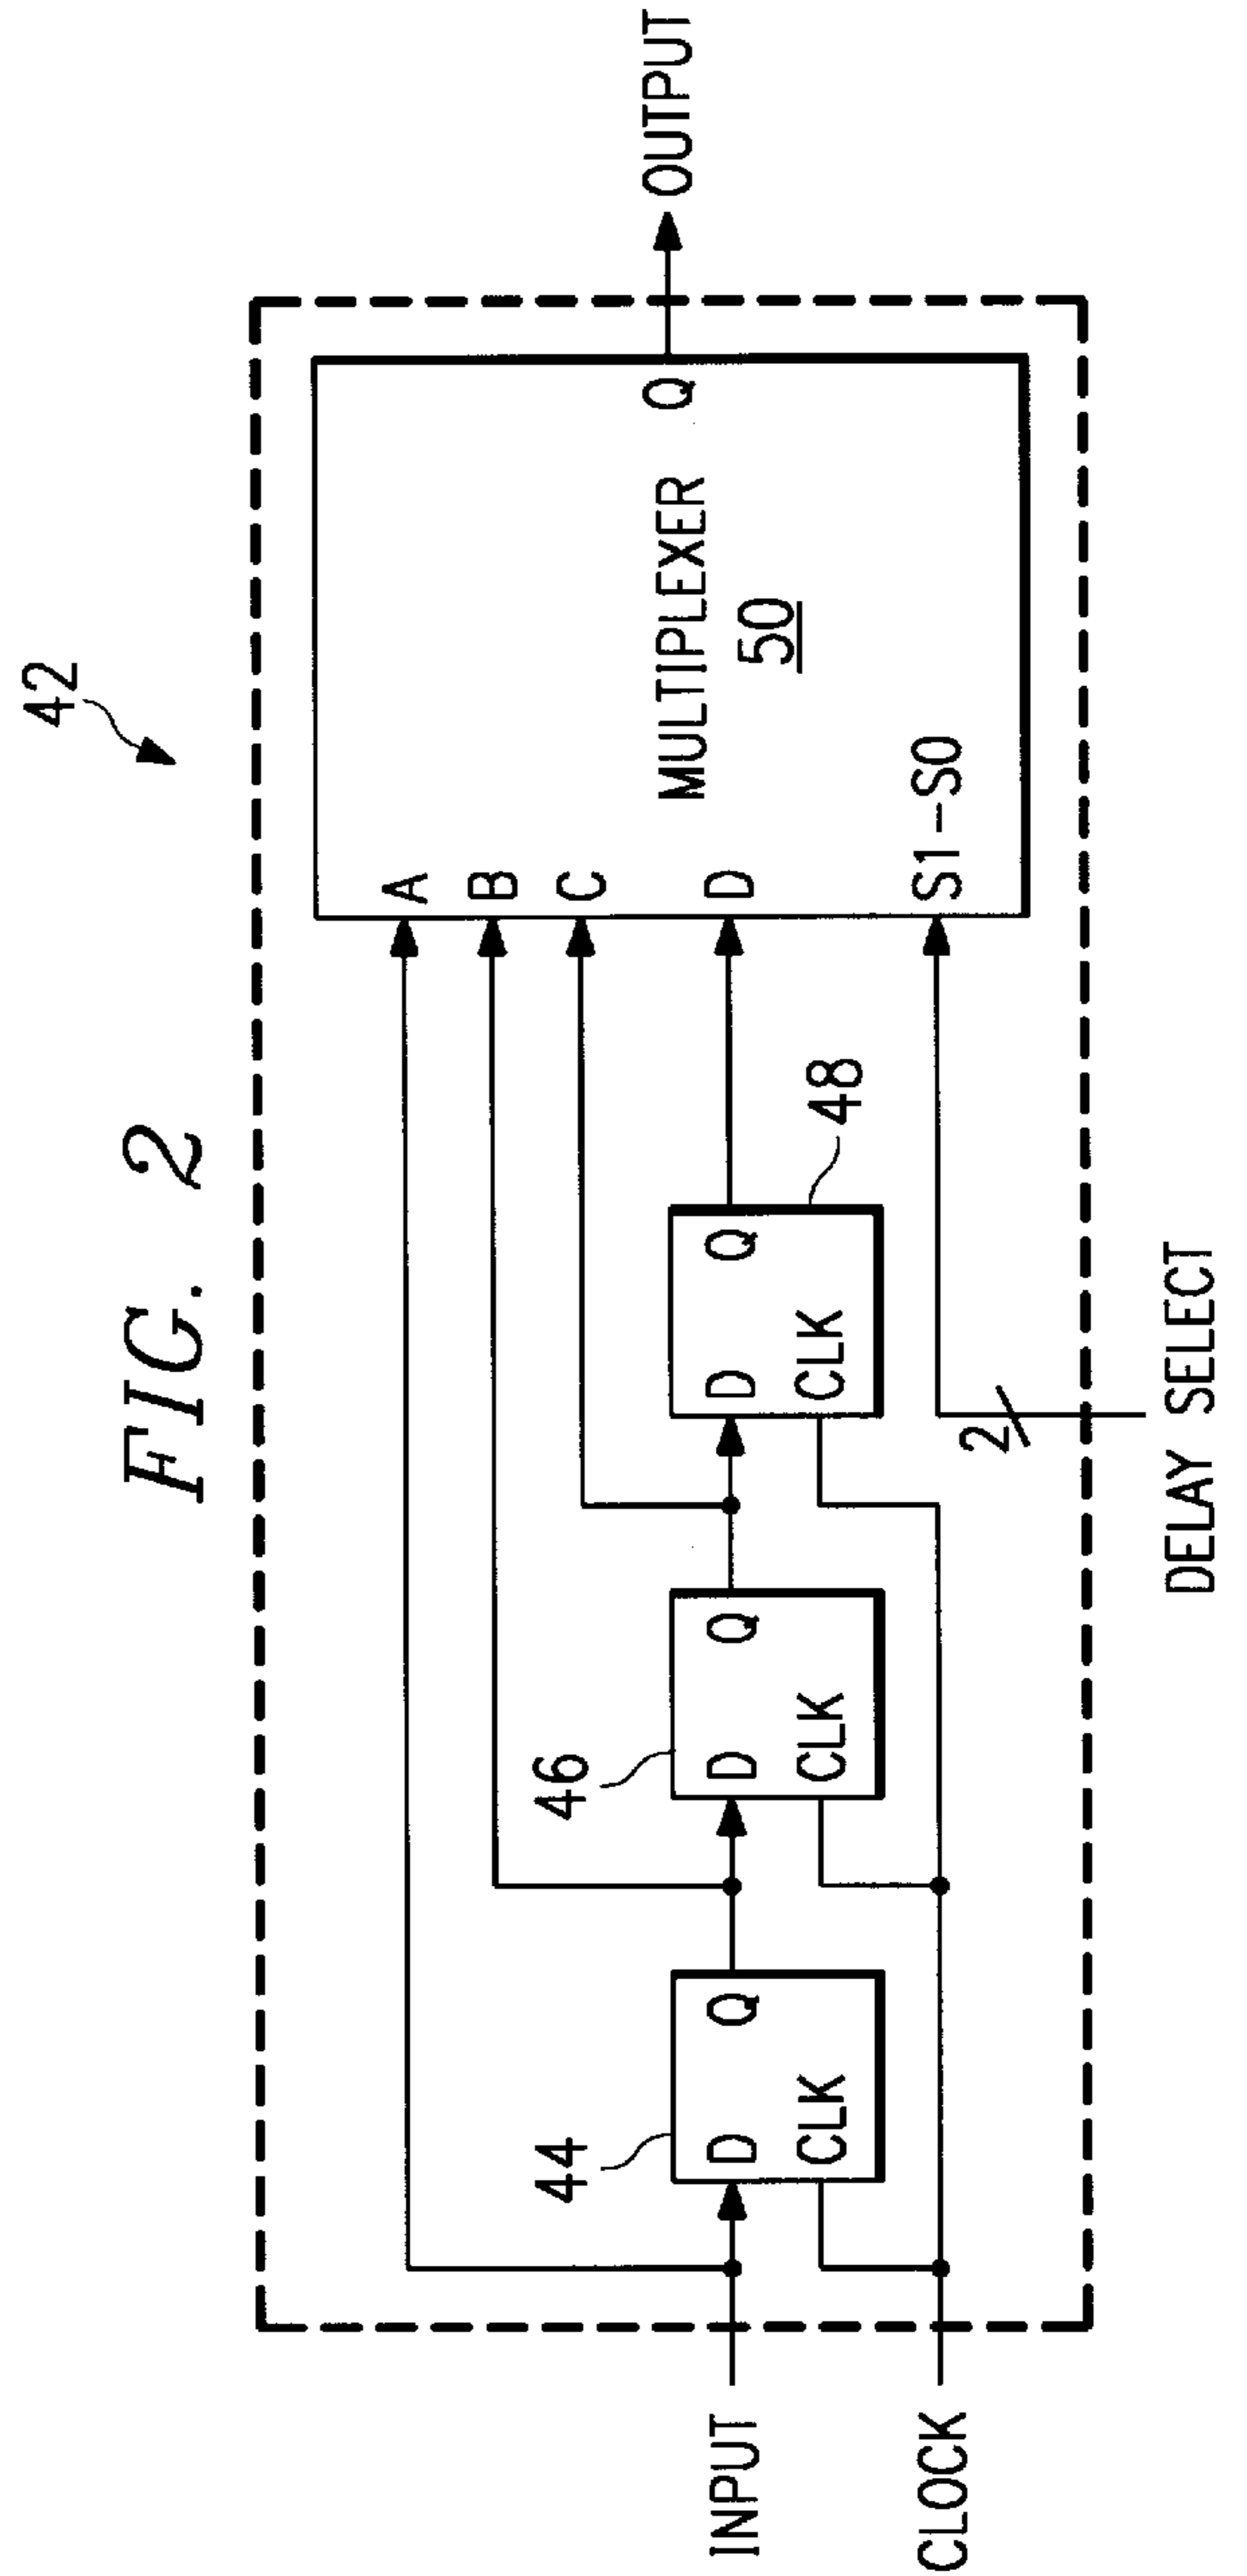 FIG. 2
42
A
B
C
D
S1-S0
MULTIPLEXER
50
Q
OUTPUT
44
D
Q
CLK
46
D
Q
CLK
48
D
Q
CLK
INPUT
CLOCK
2
DELAY SELECT